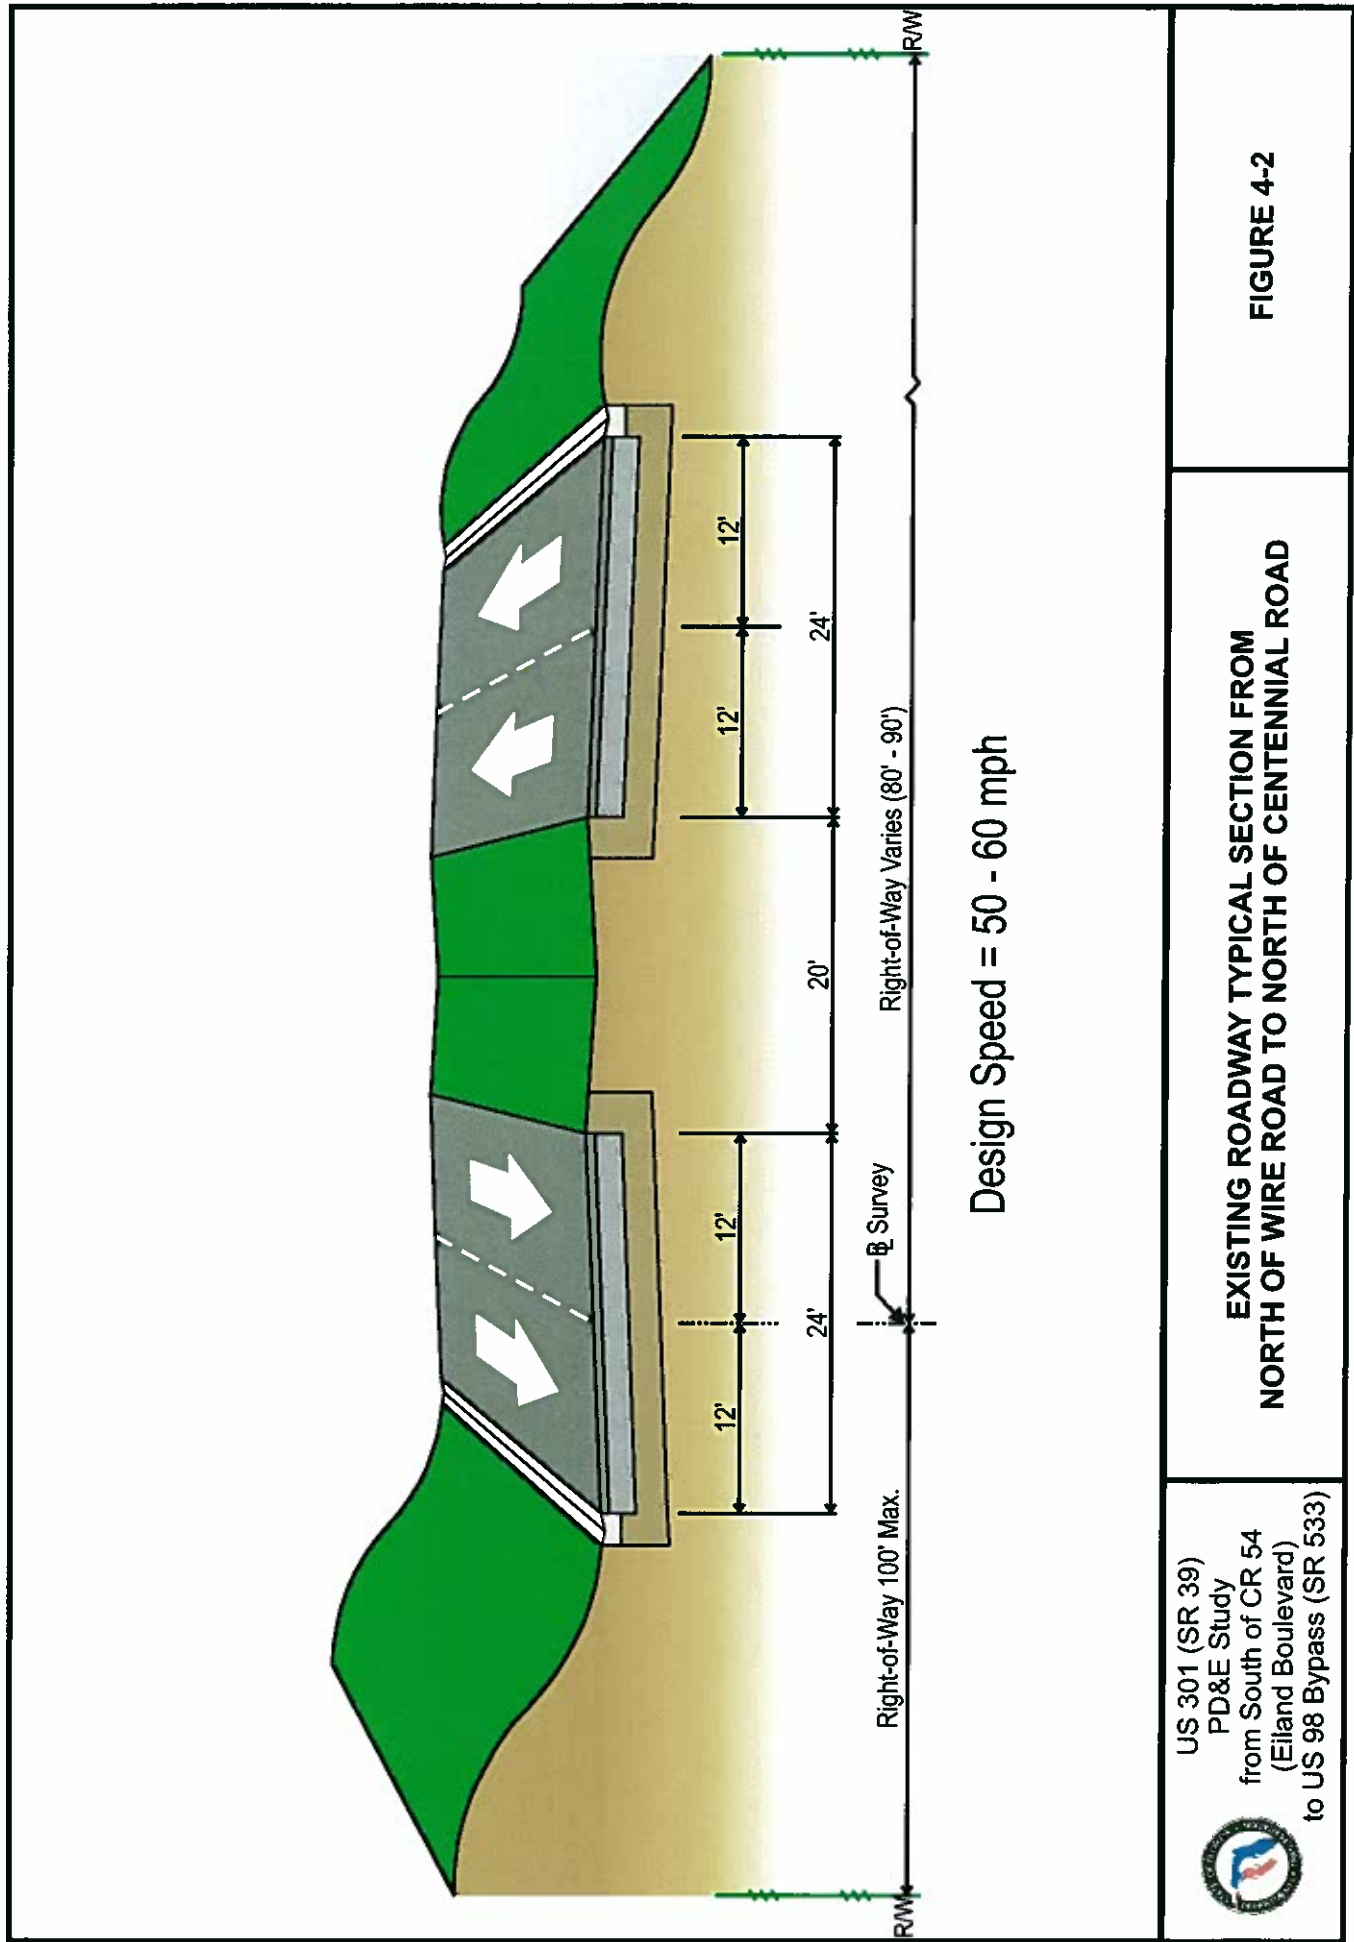 12'
12'
12'
12'
24'
20'
24'
BL Survey
R/W
Right-of-Way 100' Max.
Right-of-Way Varies (80' - 90')
R/W
Design Speed = 50 - 60 mph
US 301 (SR 39)
PD&E Study
from South of CR 54
(Eiland Boulevard)
to US 98 Bypass (SR 533)
EXISTING ROADWAY TYPICAL SECTION FROM
NORTH OF WIRE ROAD TO NORTH OF CENTENNIAL ROAD
FIGURE 4-2